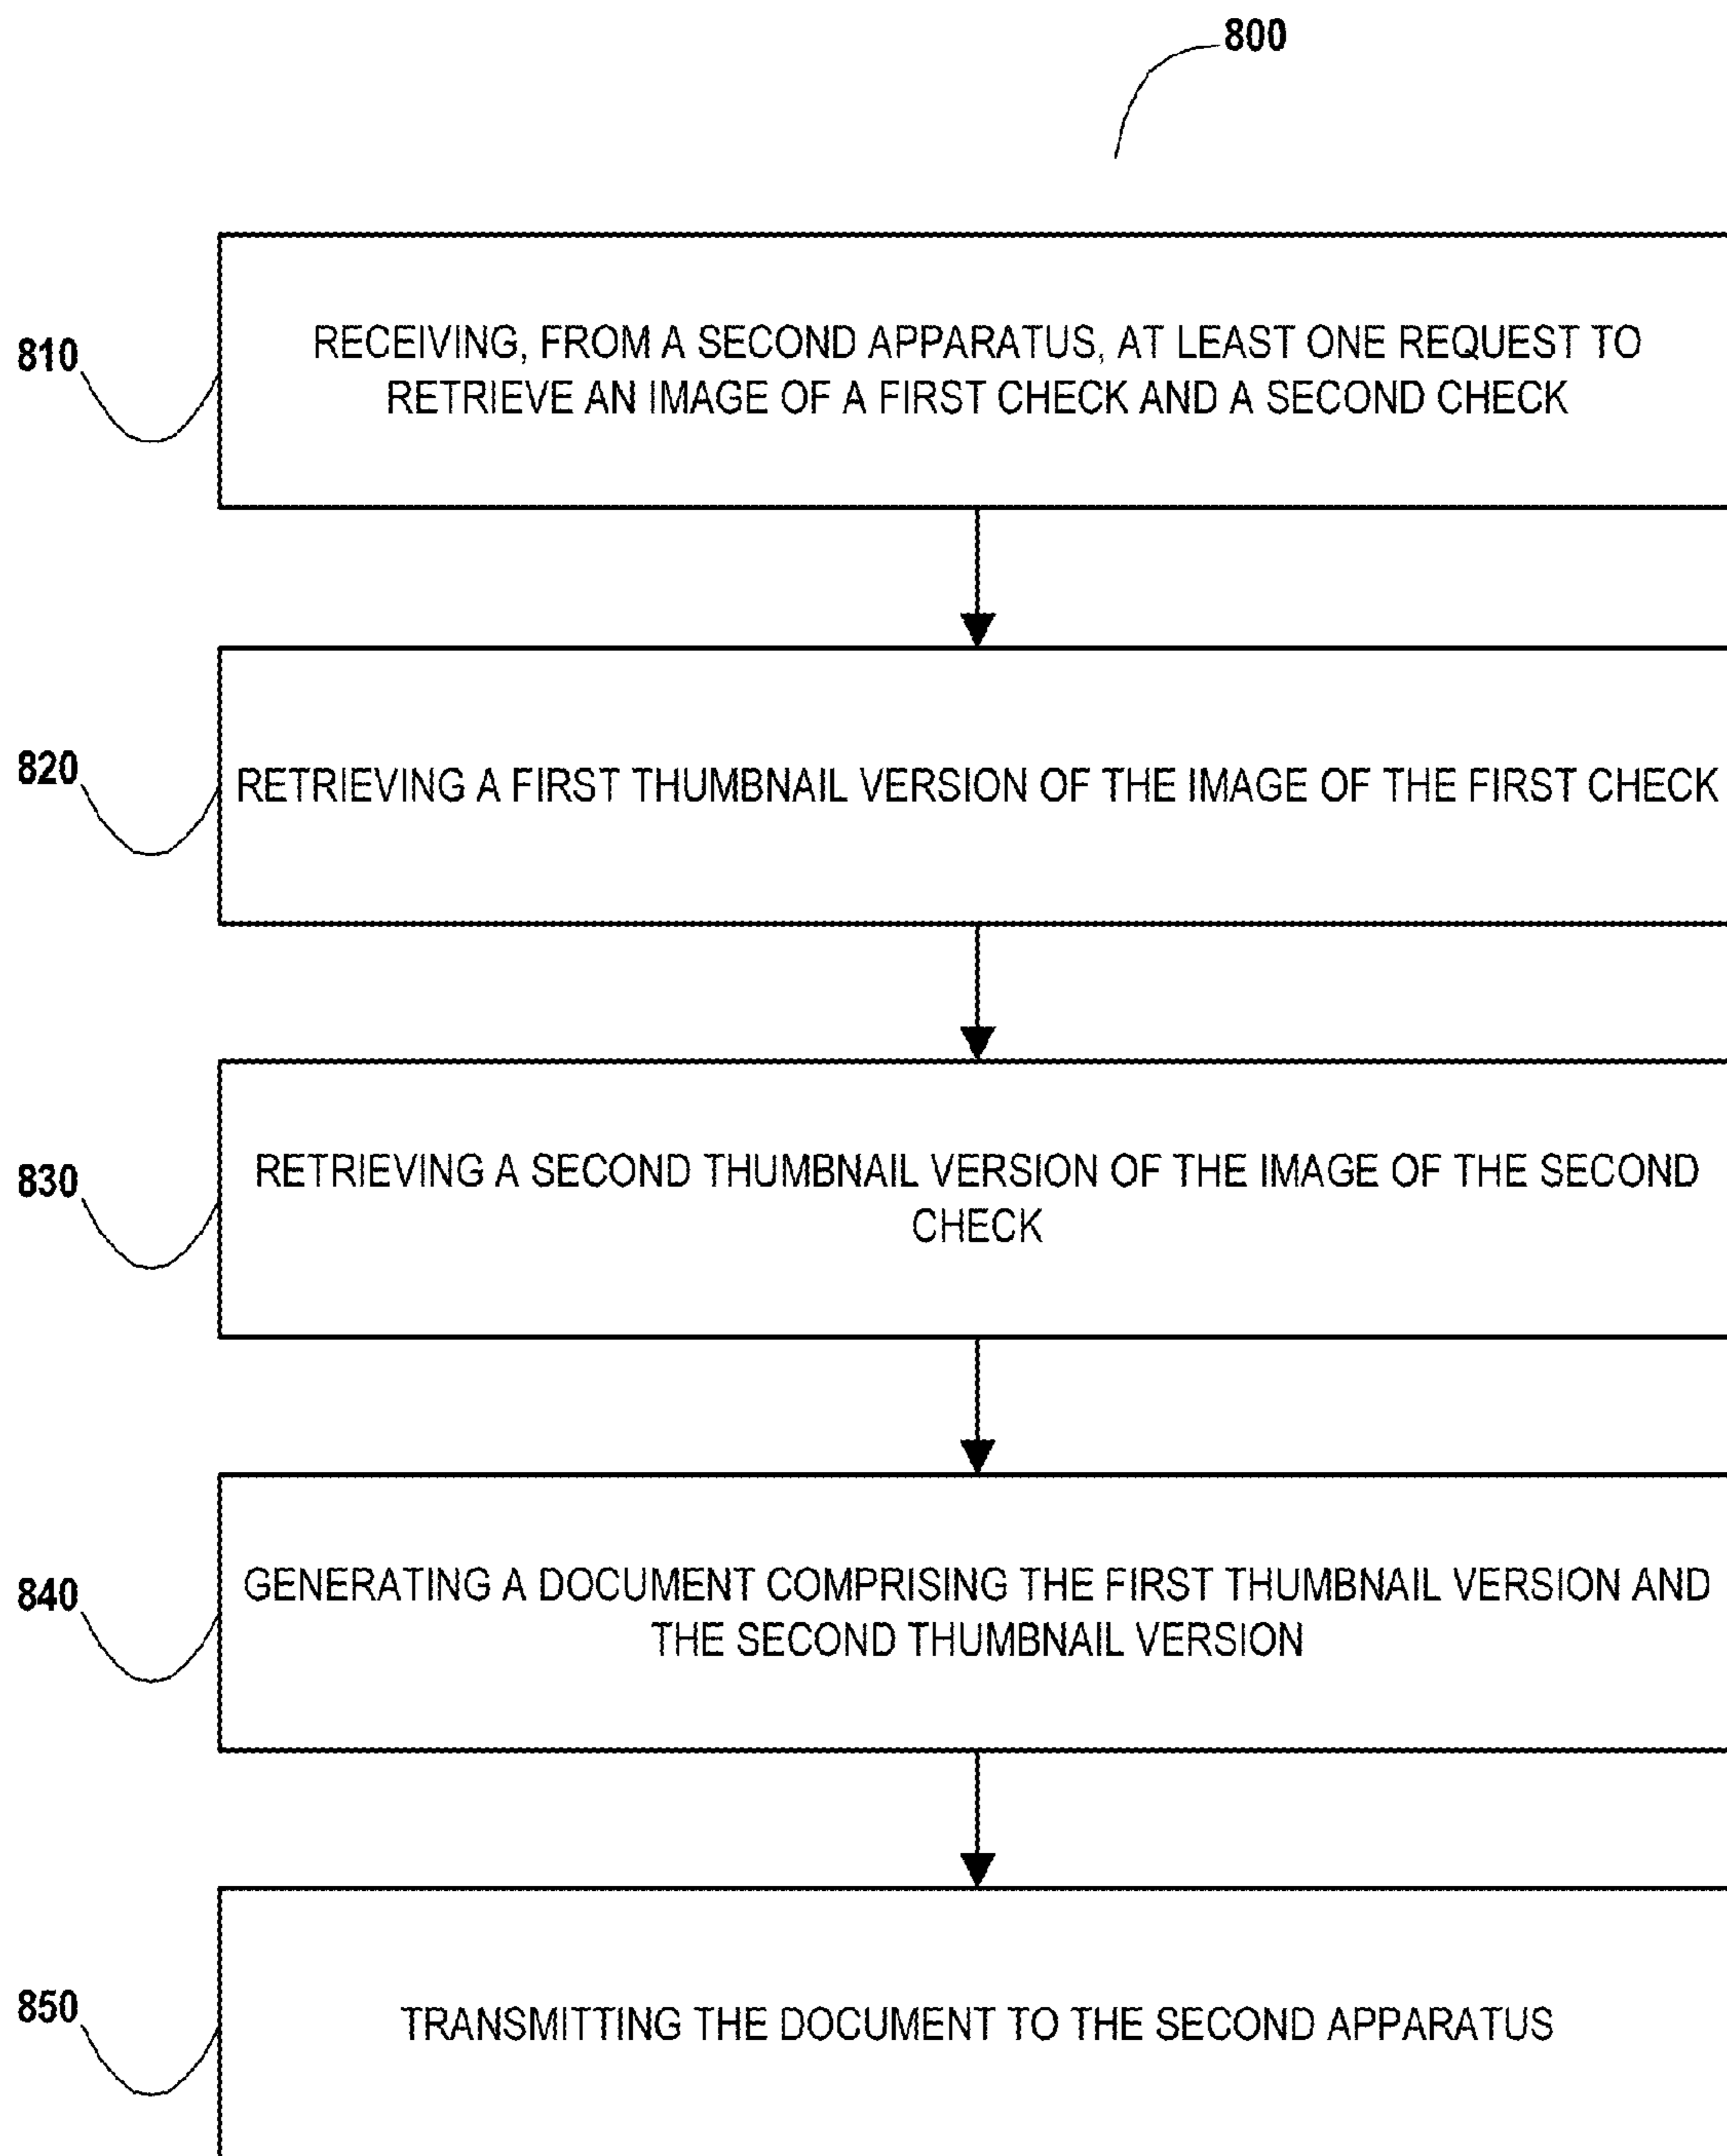 800
810
RECEIVING, FROM A SECOND APPARATUS, AT LEAST ONE REQUEST TO
RETRIEVE AN IMAGE OF A FIRST CHECK AND A SECOND CHECK
820
RETRIEVING A FIRST THUMBNAIL VERSION OF THE IMAGE OF THE FIRST CHECK
830
RETRIEVING A SECOND THUMBNAIL VERSION OF THE IMAGE OF THE SECOND
CHECK
840
GENERATING A DOCUMENT COMPRISING THE FIRST THUMBNAIL VERSION AND
THE SECOND THUMBNAIL VERSION
850
TRANSMITTING THE DOCUMENT TO THE SECOND APPARATUS